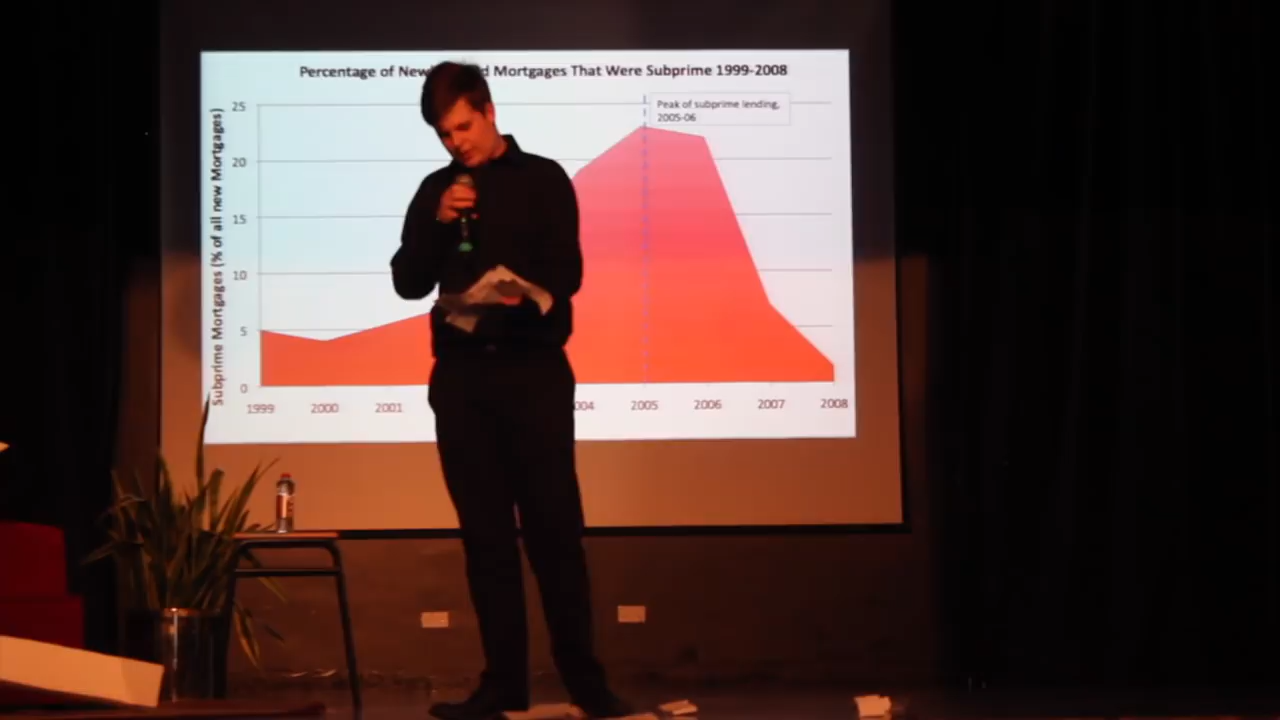 Percentage of New d Mortgages That Were Subprime 1999-2008
Subprime Mortgages (% of all new Mortgages)
25
Peak of subprime lending,
2005-06
20
15
10
5
0
1999 2000 2001 004 2005 2006 2007 2008